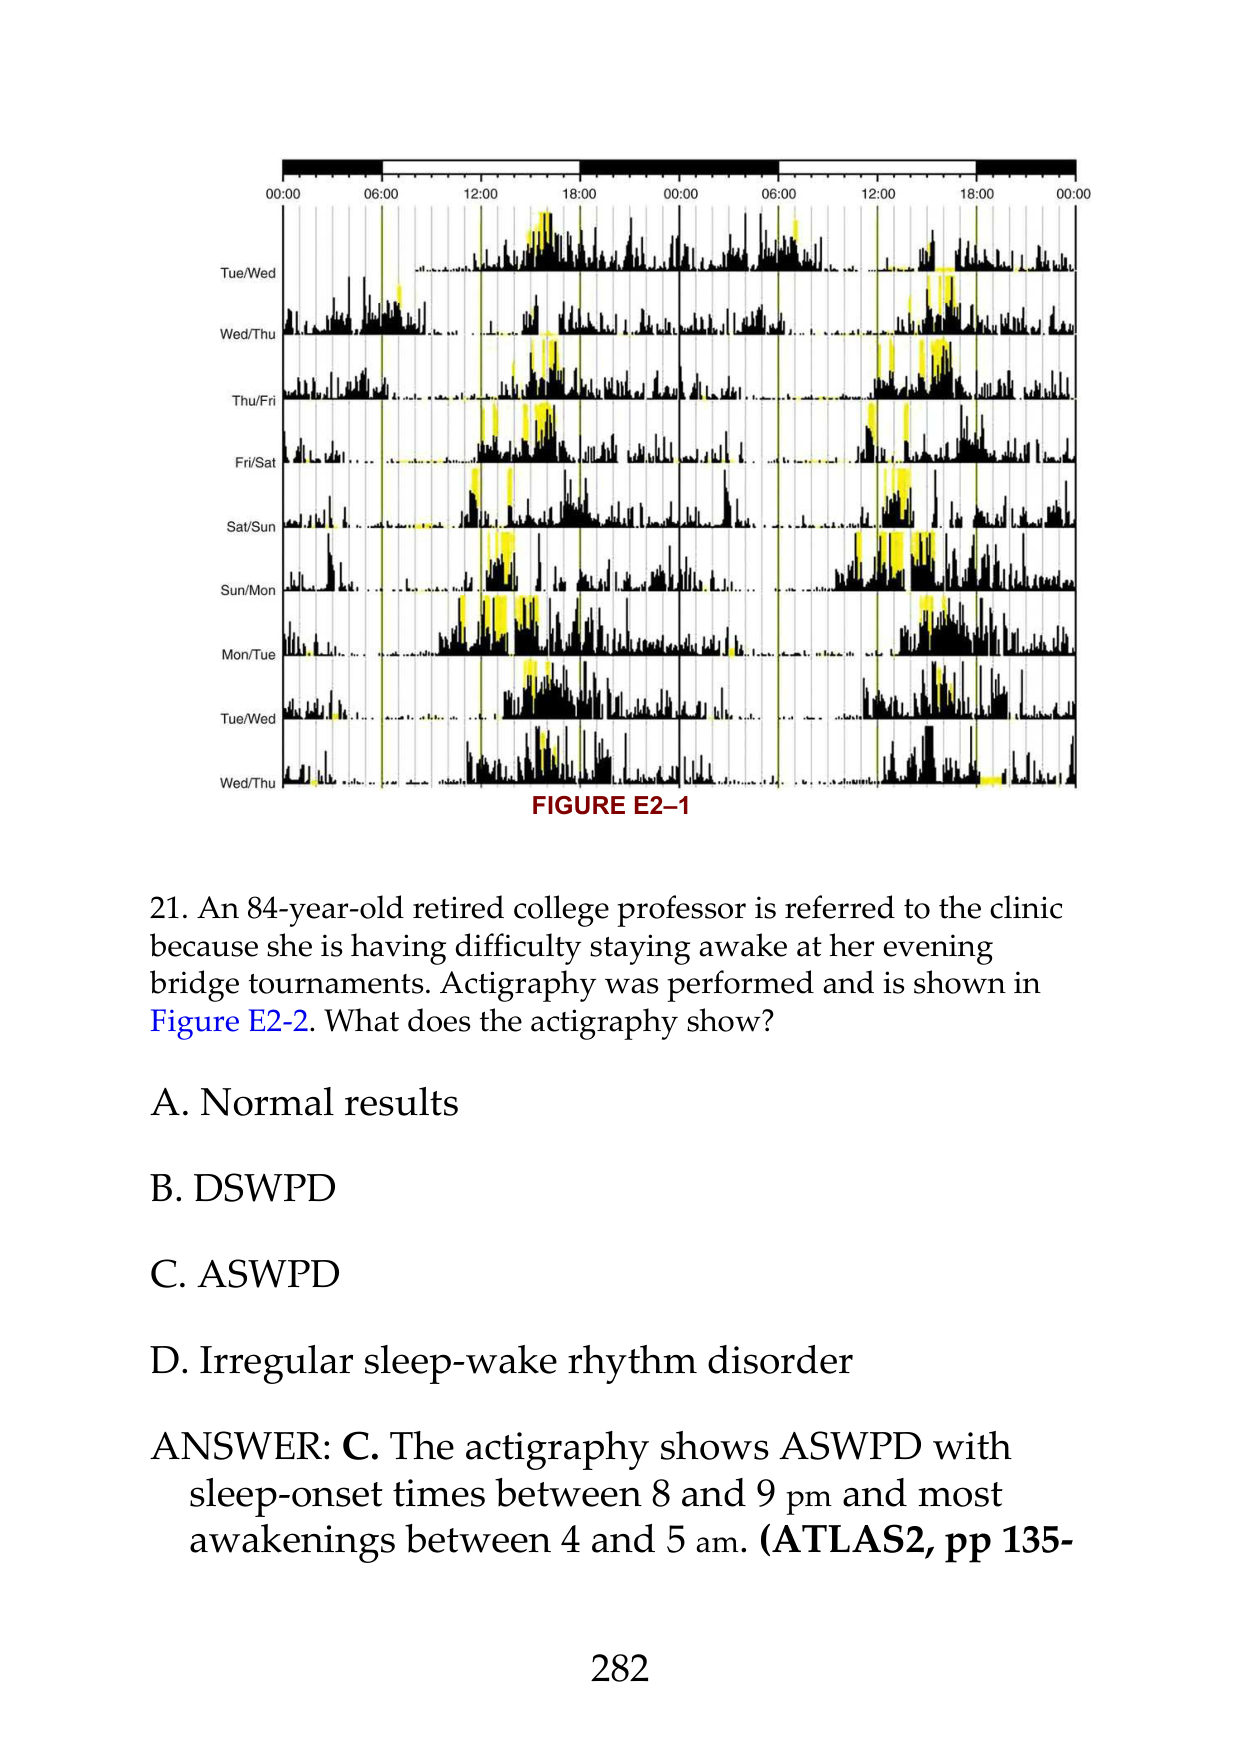 00:00 06:00 12:00 18:00 00:00 06:00 12:00 18:00 00:00
Tue/Wed
Wed/Thu
Thu/Fri
Fri/Sat
Sat/Sun
Sun/Mon
Mon/Tue
Tue/Wed
Wed/Thu
FIGURE E2–1
21. An 84-year-old retired college professor is referred to the clinic
because she is having difficulty staying awake at her evening
bridge tournaments. Actigraphy was performed and is shown in
Figure E2-2. What does the actigraphy show?
A. Normal results
B. DSWPD
C. ASWPD
D. Irregular sleep-wake rhythm disorder
ANSWER: C. The actigraphy shows ASWPD with
sleep-onset times between 8 and 9 pm and most
awakenings between 4 and 5 am. (ATLAS2, pp 135-
282